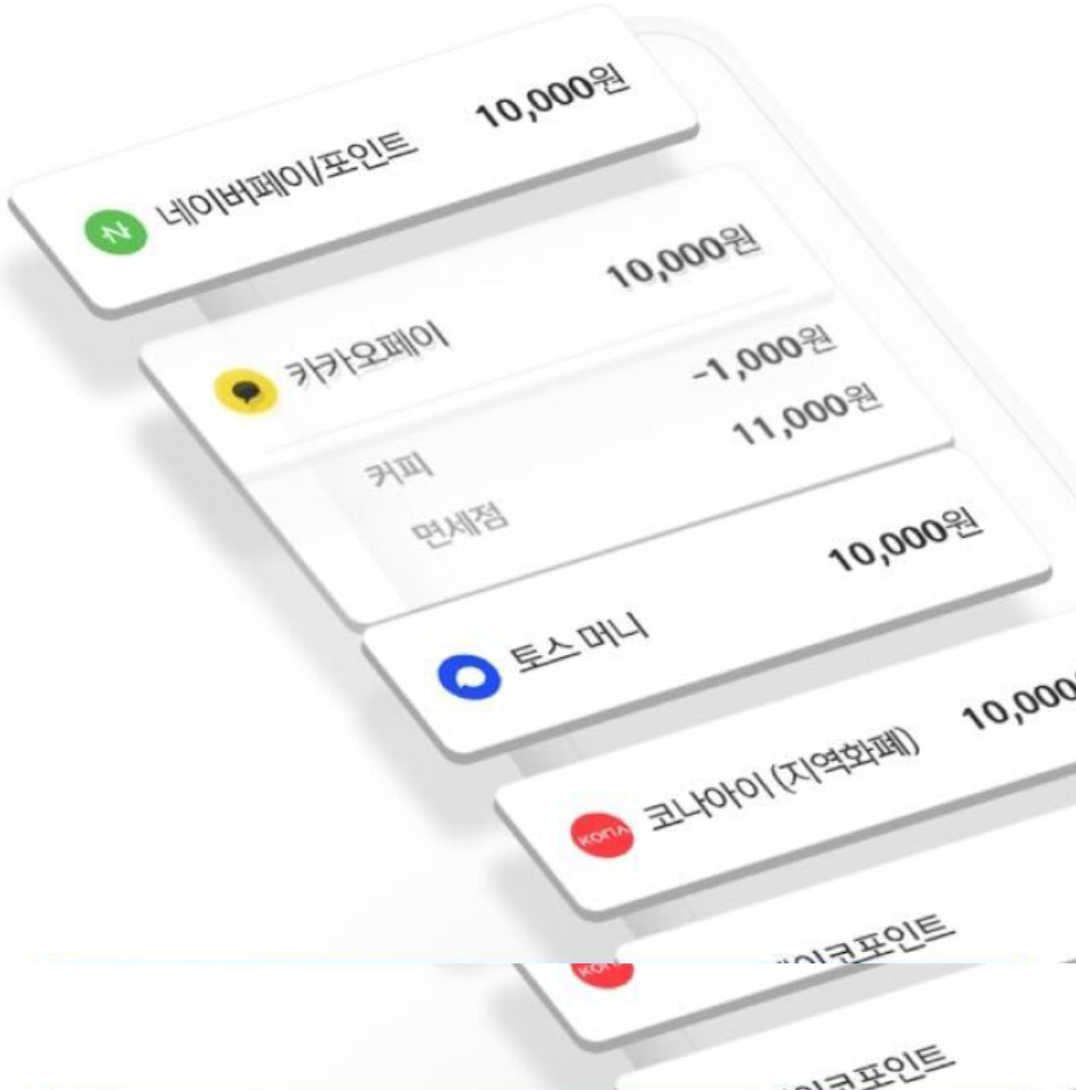 네이버페이/포인트 10,000원
카카오페이 10,000원
커피 -1,000원
면세점 11,000원
토스 머니 10,000원
KONA
코나아이 (지역화폐) 10,000
이코포인트
이코포인트